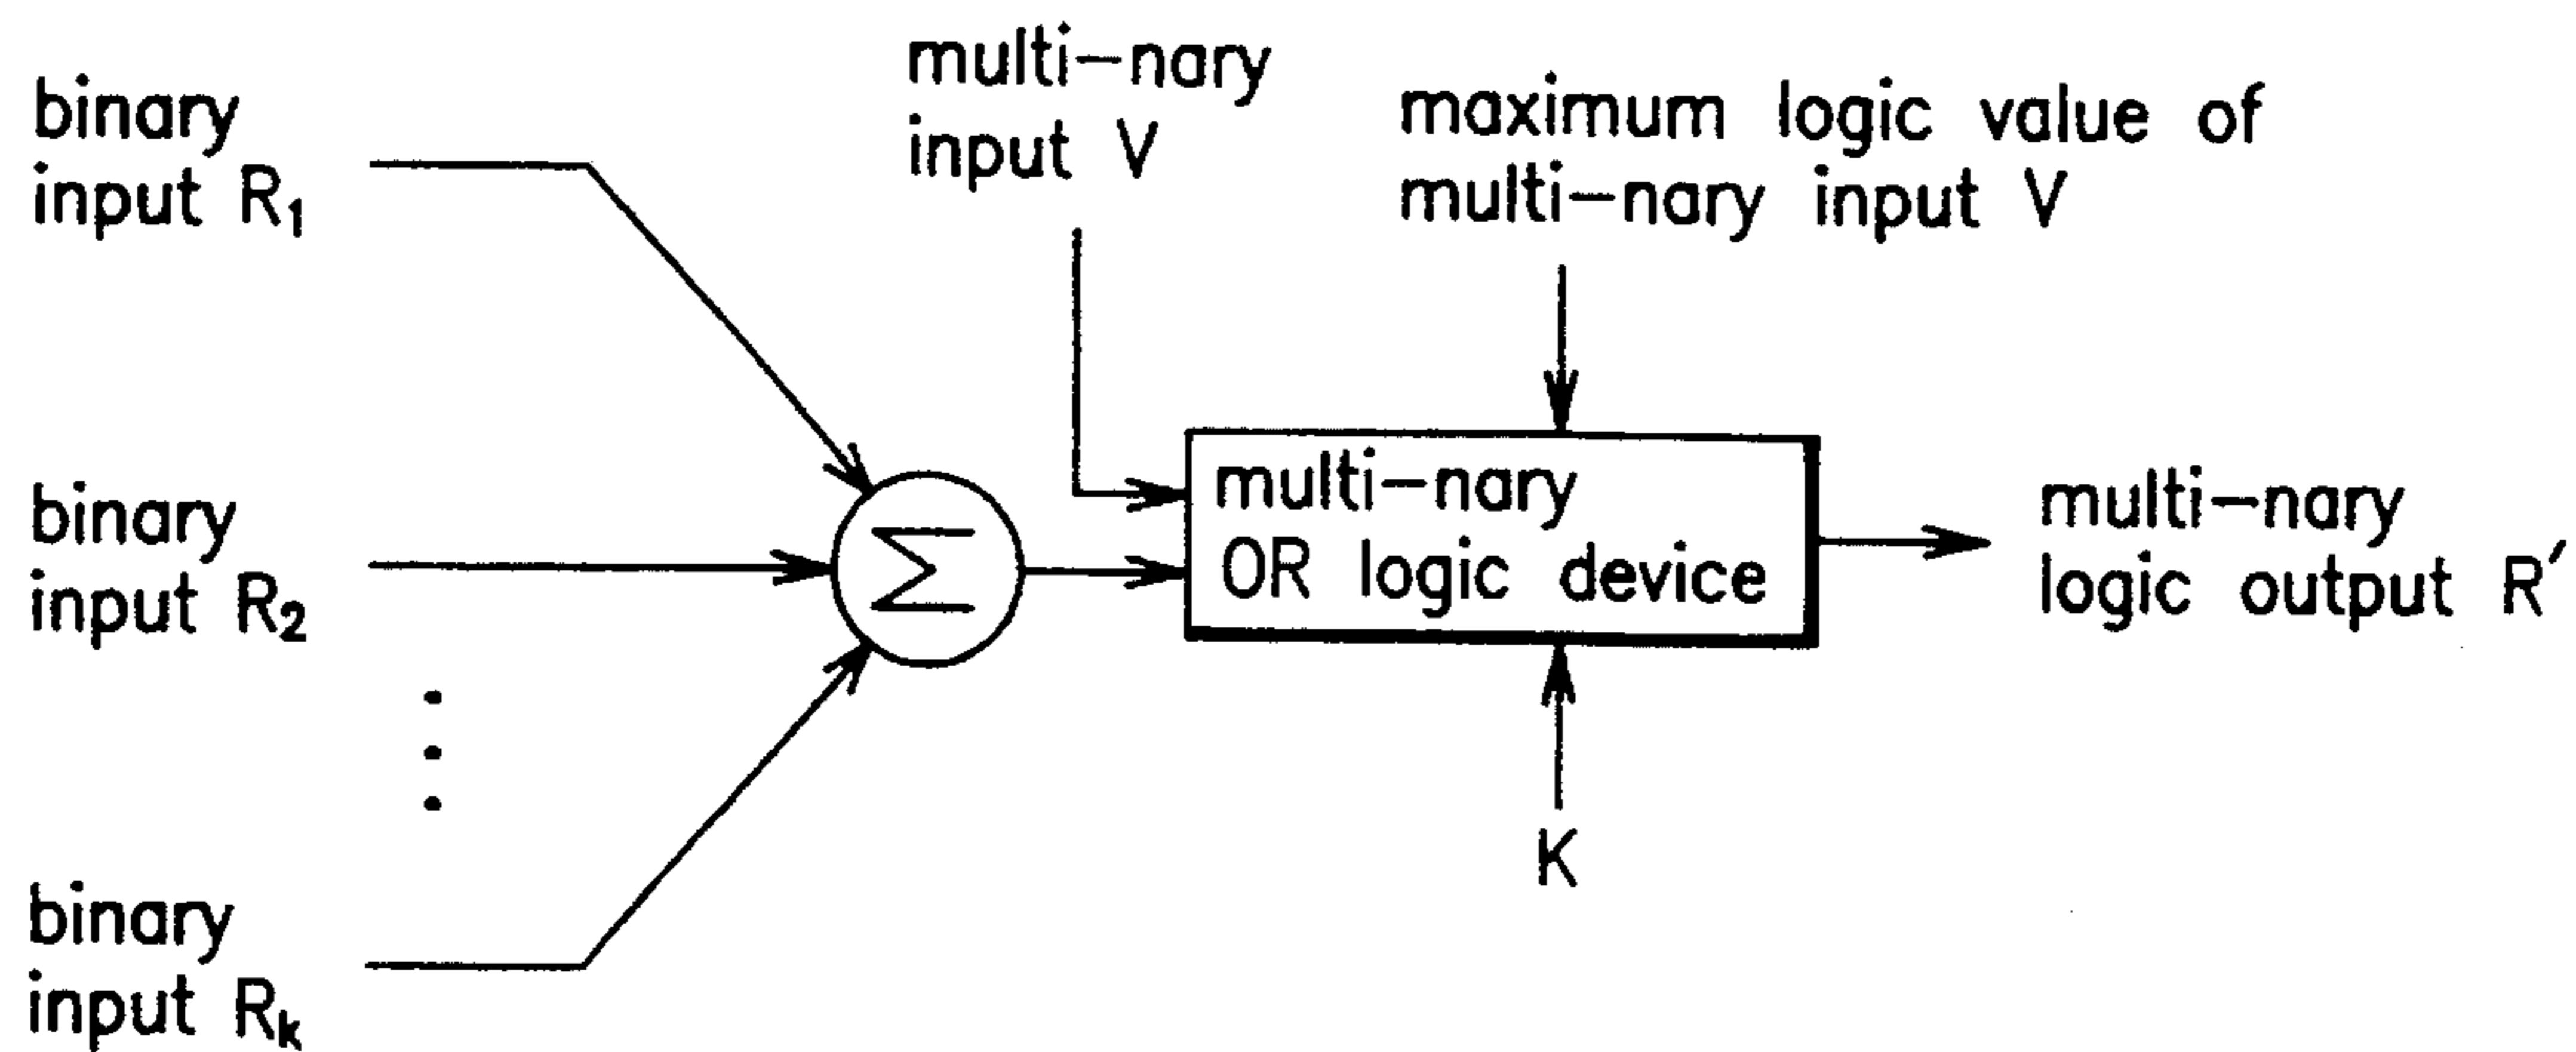 binary
input R₁
multi-nary
input V
maximum logic value of
multi-nary input V
binary
input R₂
Σ
multi-nary
OR logic device
multi-nary
logic output R′
K
binary
input Rₖ